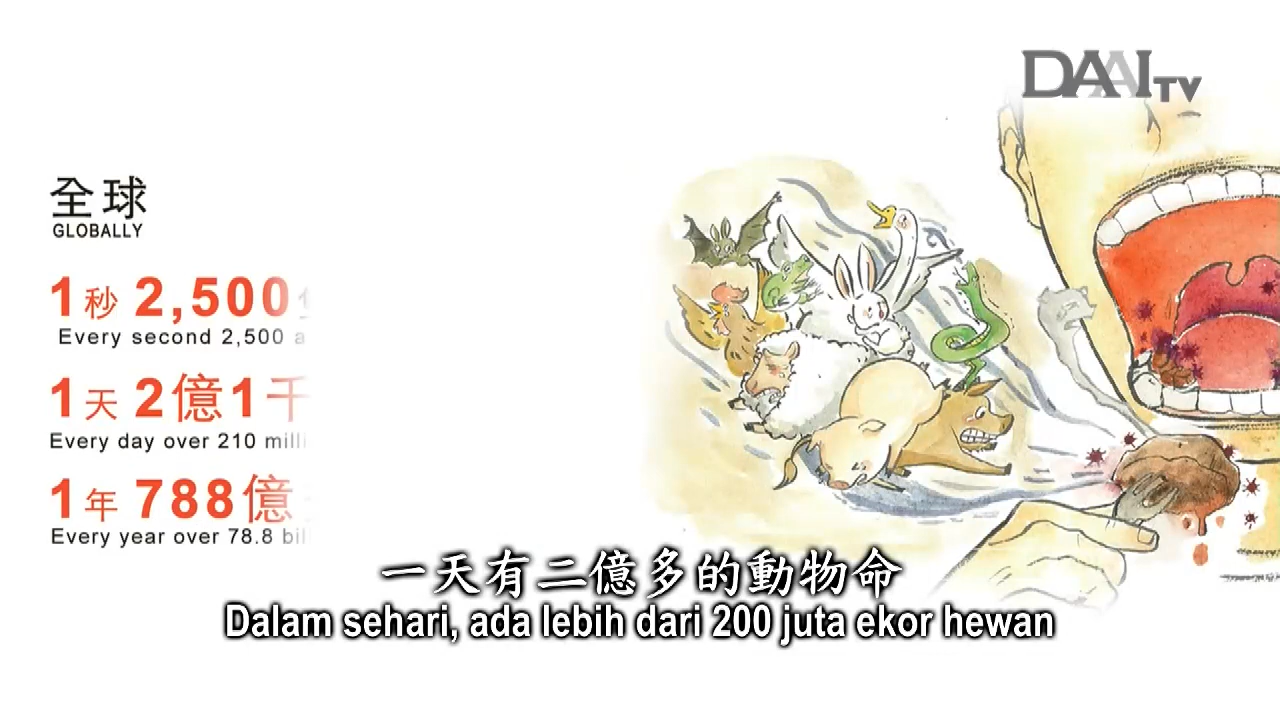 DAAI TV
全球
GLOBALLY
1秒 2,500
Every second 2,500
1天 2億1千
Every day over 210
1年 788億
Every year over 78.8
一天有二億多的動物命
Dalam sehari, ada lebih dari 200 juta ekor hewan